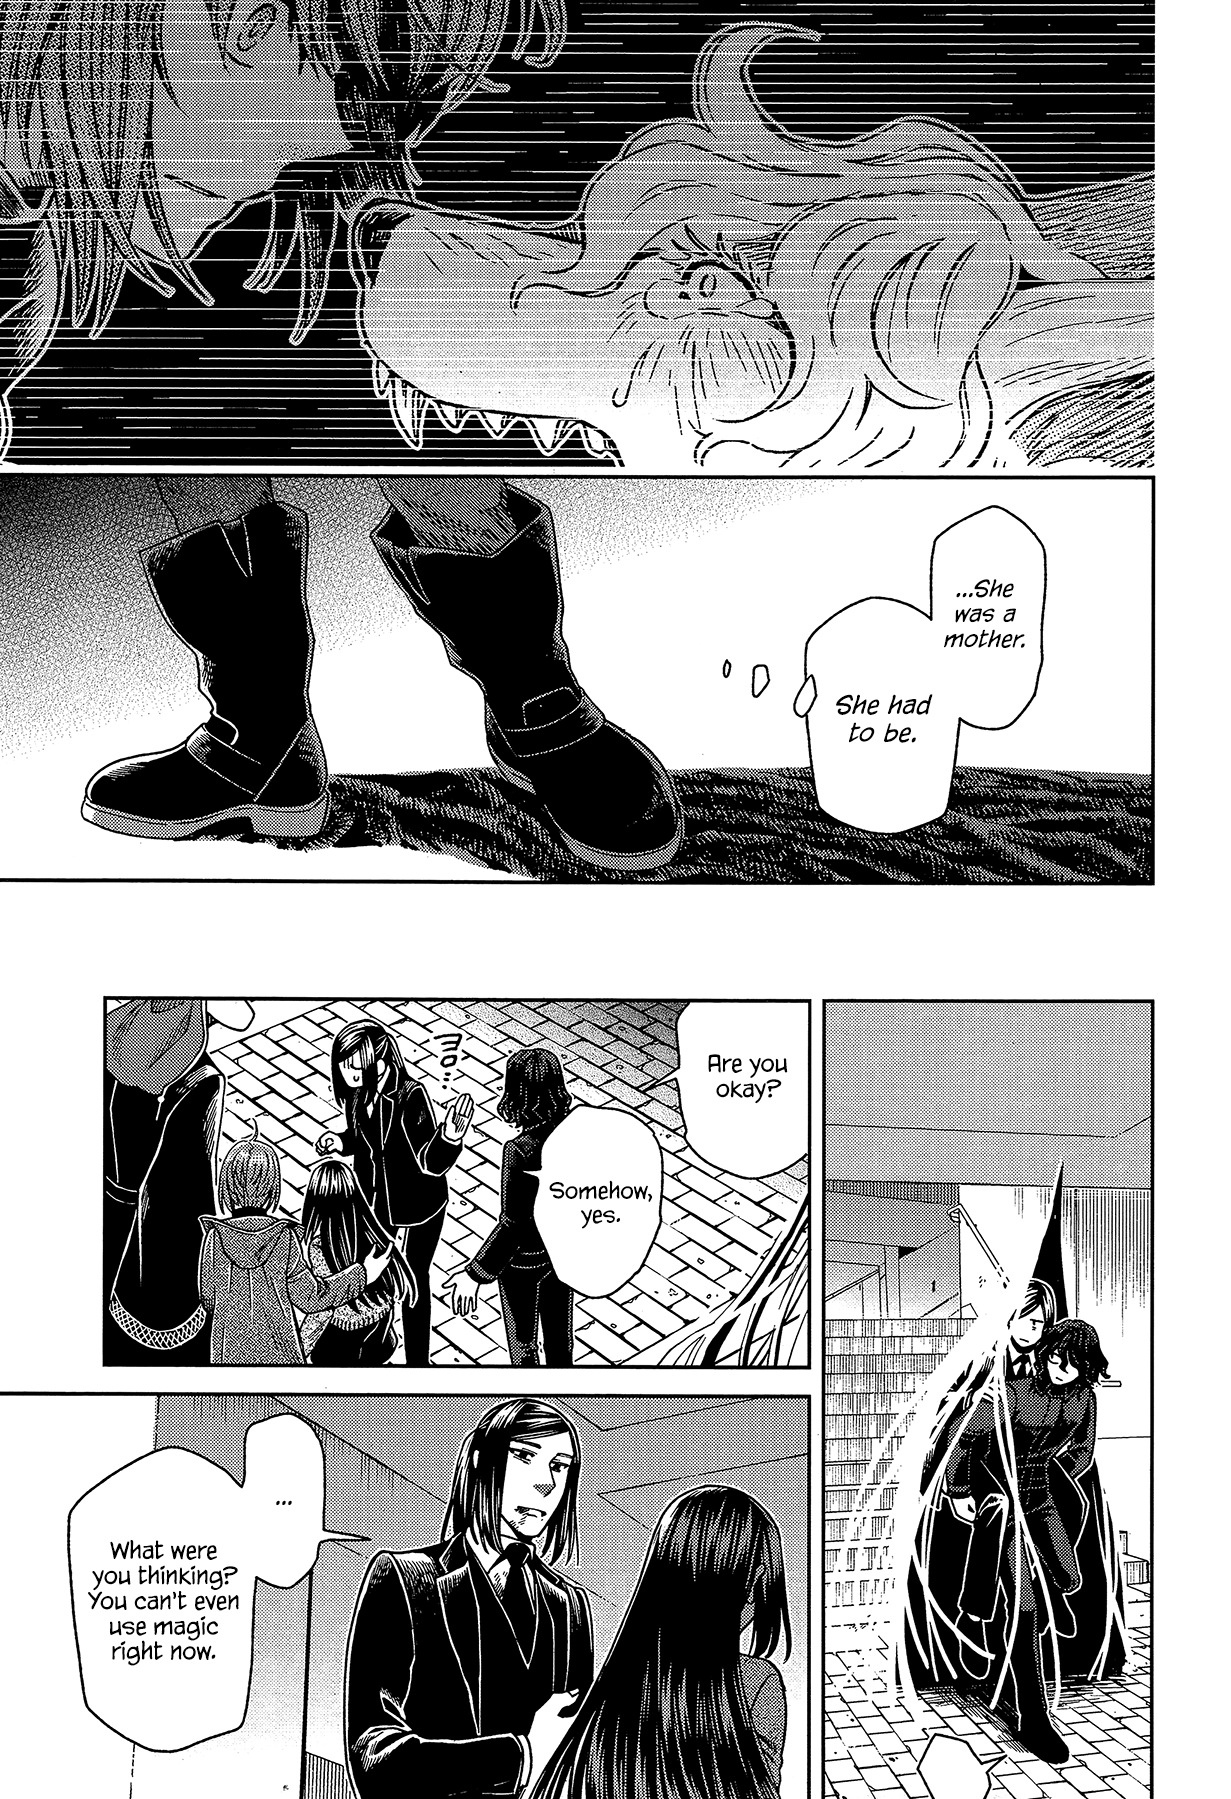 ...She
was a
mother.
She had
to be.
Are you
okay?
Somehow,
yes.
...
What were
you thinking?
You can't even
use magic
right now.